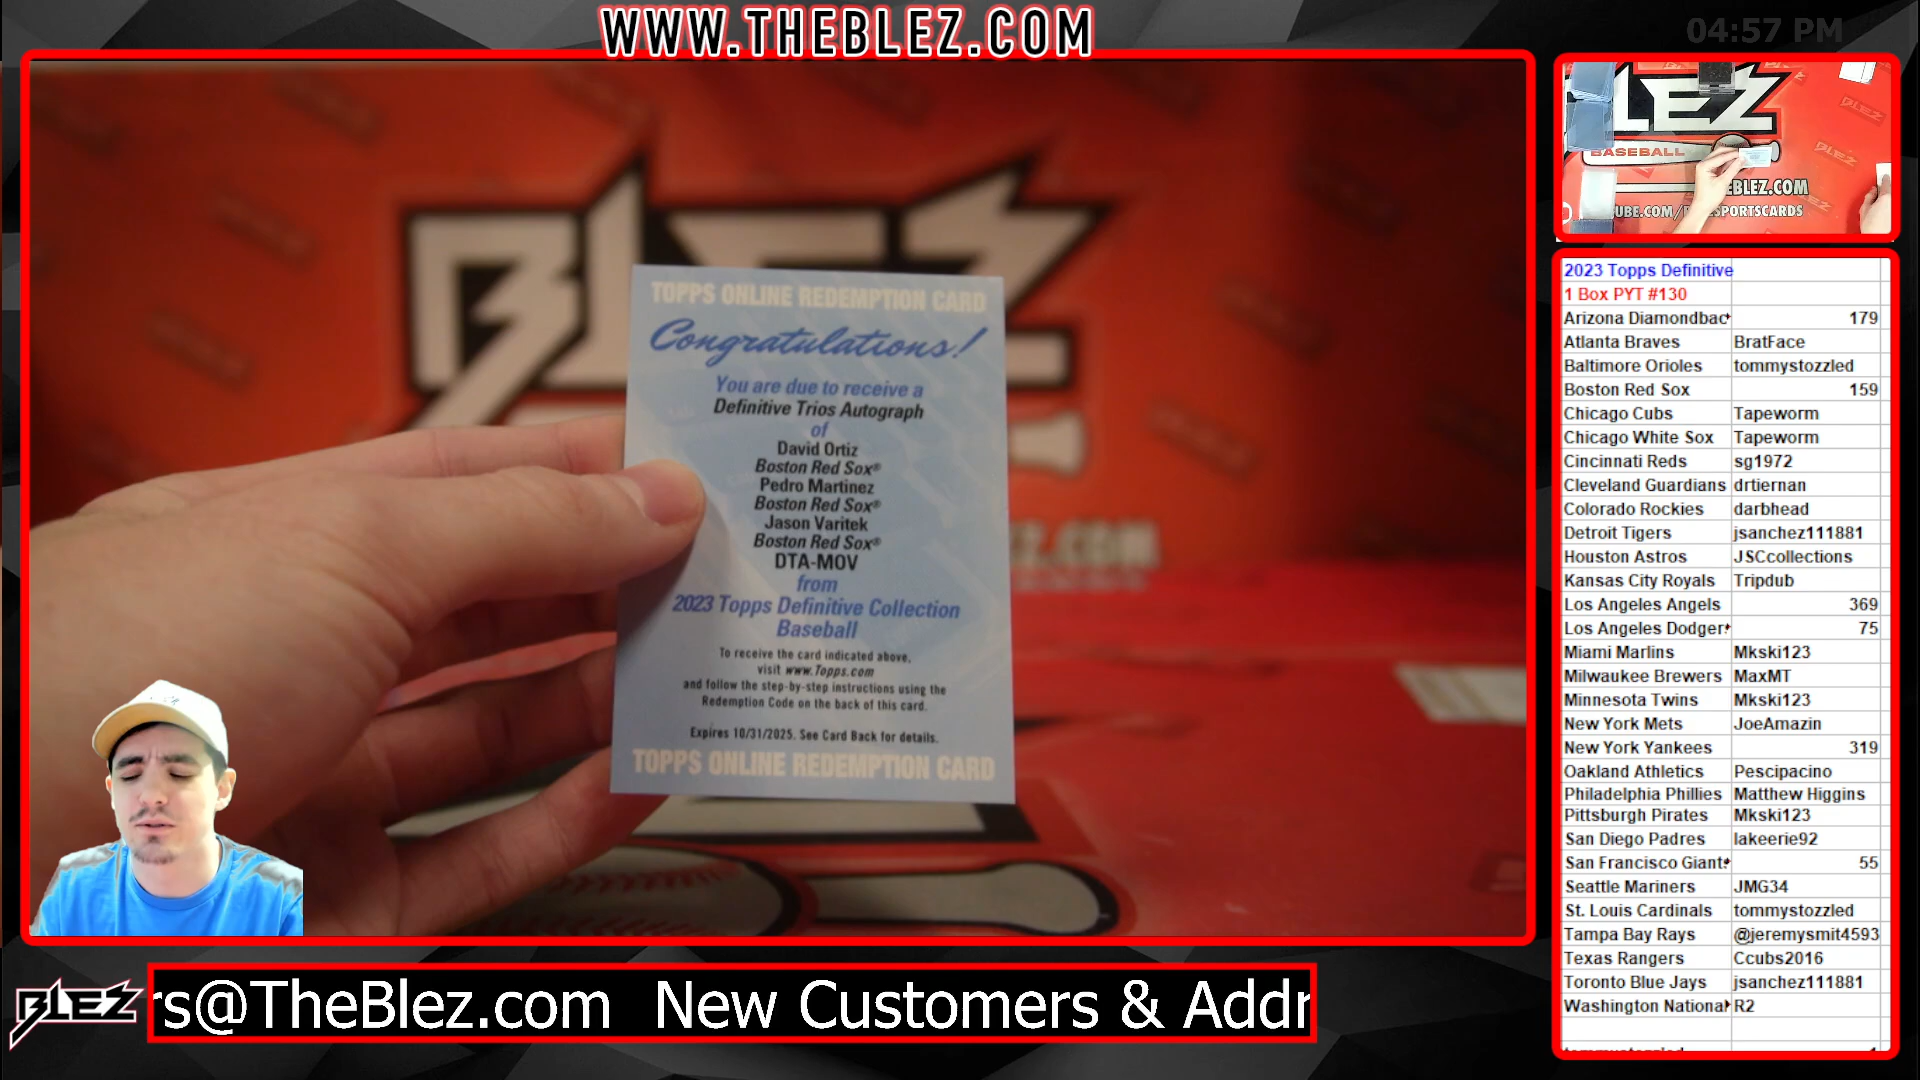 WWW.THEBLEZ.COM
04:57 PM
BLEZ
TOPPS ONLINE REDEMPTION CARD
Congratulations!
You are due to receive a
Definitive Trios Autograph
of
David Ortiz
Boston Red Sox®
Pedro Martinez
Boston Red Sox®
Jason Varitek
Boston Red Sox®
DTA-MOV
from
2023 Topps Definitive Collection
Baseball
To receive the card indicated above,
visit www.Topps.com
and follow the step-by-step instructions using the
Redemption Code on the back of this card.
Expires 10/31/2025. See Card Back for details.
TOPPS ONLINE REDEMPTION CARD
EZ.COM
LEZ
BLEZ
BASEBALL
BLEZ
EBLEZ.COM
SPORTSCARDS
2023 Topps Definitive
1 Box PYT #130
Arizona Diamondbac 179
Atlanta Braves BratFace
Baltimore Orioles tommystozzled
Boston Red Sox 159
Chicago Cubs Tapeworm
Chicago White Sox Tapeworm
Cincinnati Reds sg1972
Cleveland Guardians drtiernan
Colorado Rockies darbhead
Detroit Tigers jsanchez111881
Houston Astros JSCcollections
Kansas City Royals Tripdub
Los Angeles Angels 369
Los Angeles Dodger 75
Miami Marlins Mkski123
Milwaukee Brewers MaxMT
Minnesota Twins Mkski123
New York Mets JoeAmazin
New York Yankees 319
Oakland Athletics Pescipacino
Philadelphia Phillies Matthew Higgins
Pittsburgh Pirates Mkski123
San Diego Padres lakeerie92
San Francisco Giant 55
Seattle Mariners JMG34
St. Louis Cardinals tommystozzled
Tampa Bay Rays @jeremysmit4593
Texas Rangers Ccubs2016
Toronto Blue Jays jsanchez111881
Washington National R2
BLEZ
rs@TheBlez.com New Customers & Addr